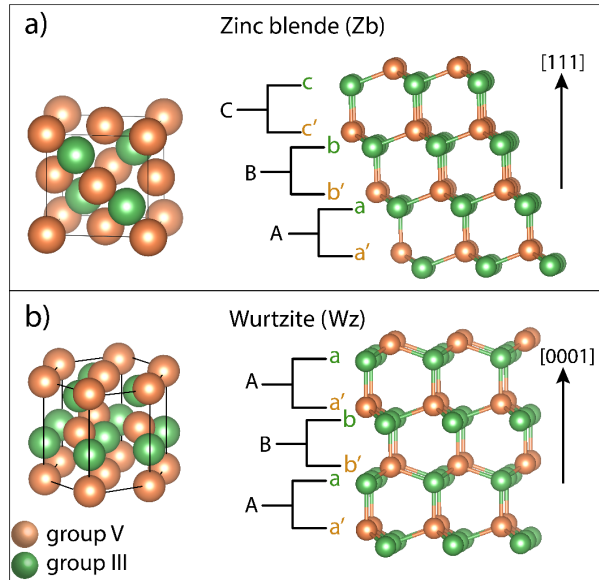 a)
Zinc blende (Zb)
[111]
c
C
c′
b
B
b′
a
A
a′
b)
Wurtzite (Wz)
[0001]
a
A
a′
b
B
b′
a
A
a′
group V
group III